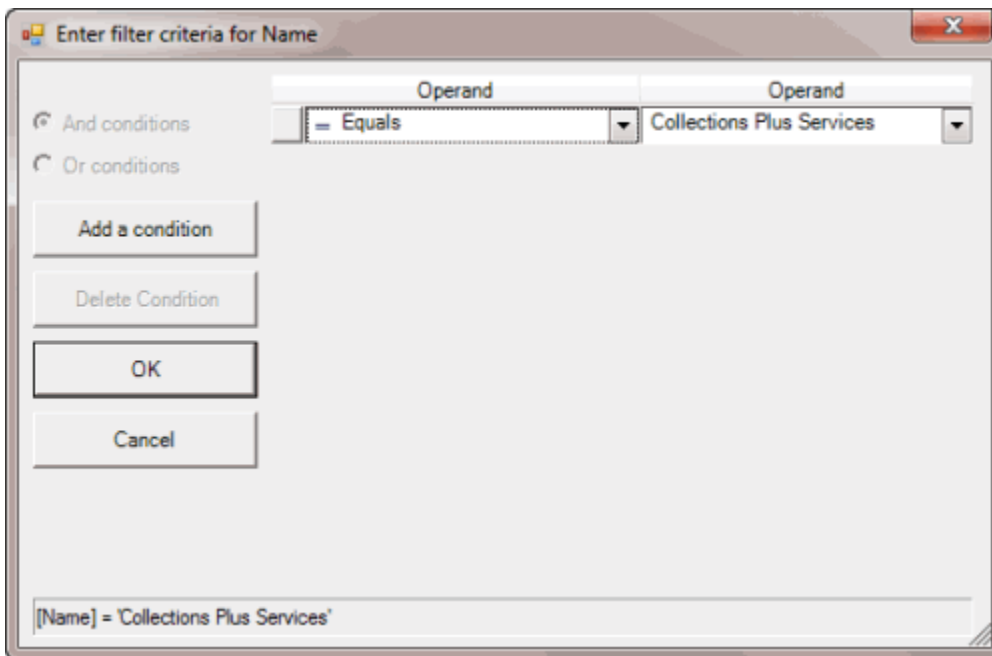 Enter filter criteria for Name
Operand Operand
And conditions = Equals Collections Plus Services
Or conditions
Add a condition
Delete Condition
OK
Cancel
[Name] = 'Collections Plus Services'